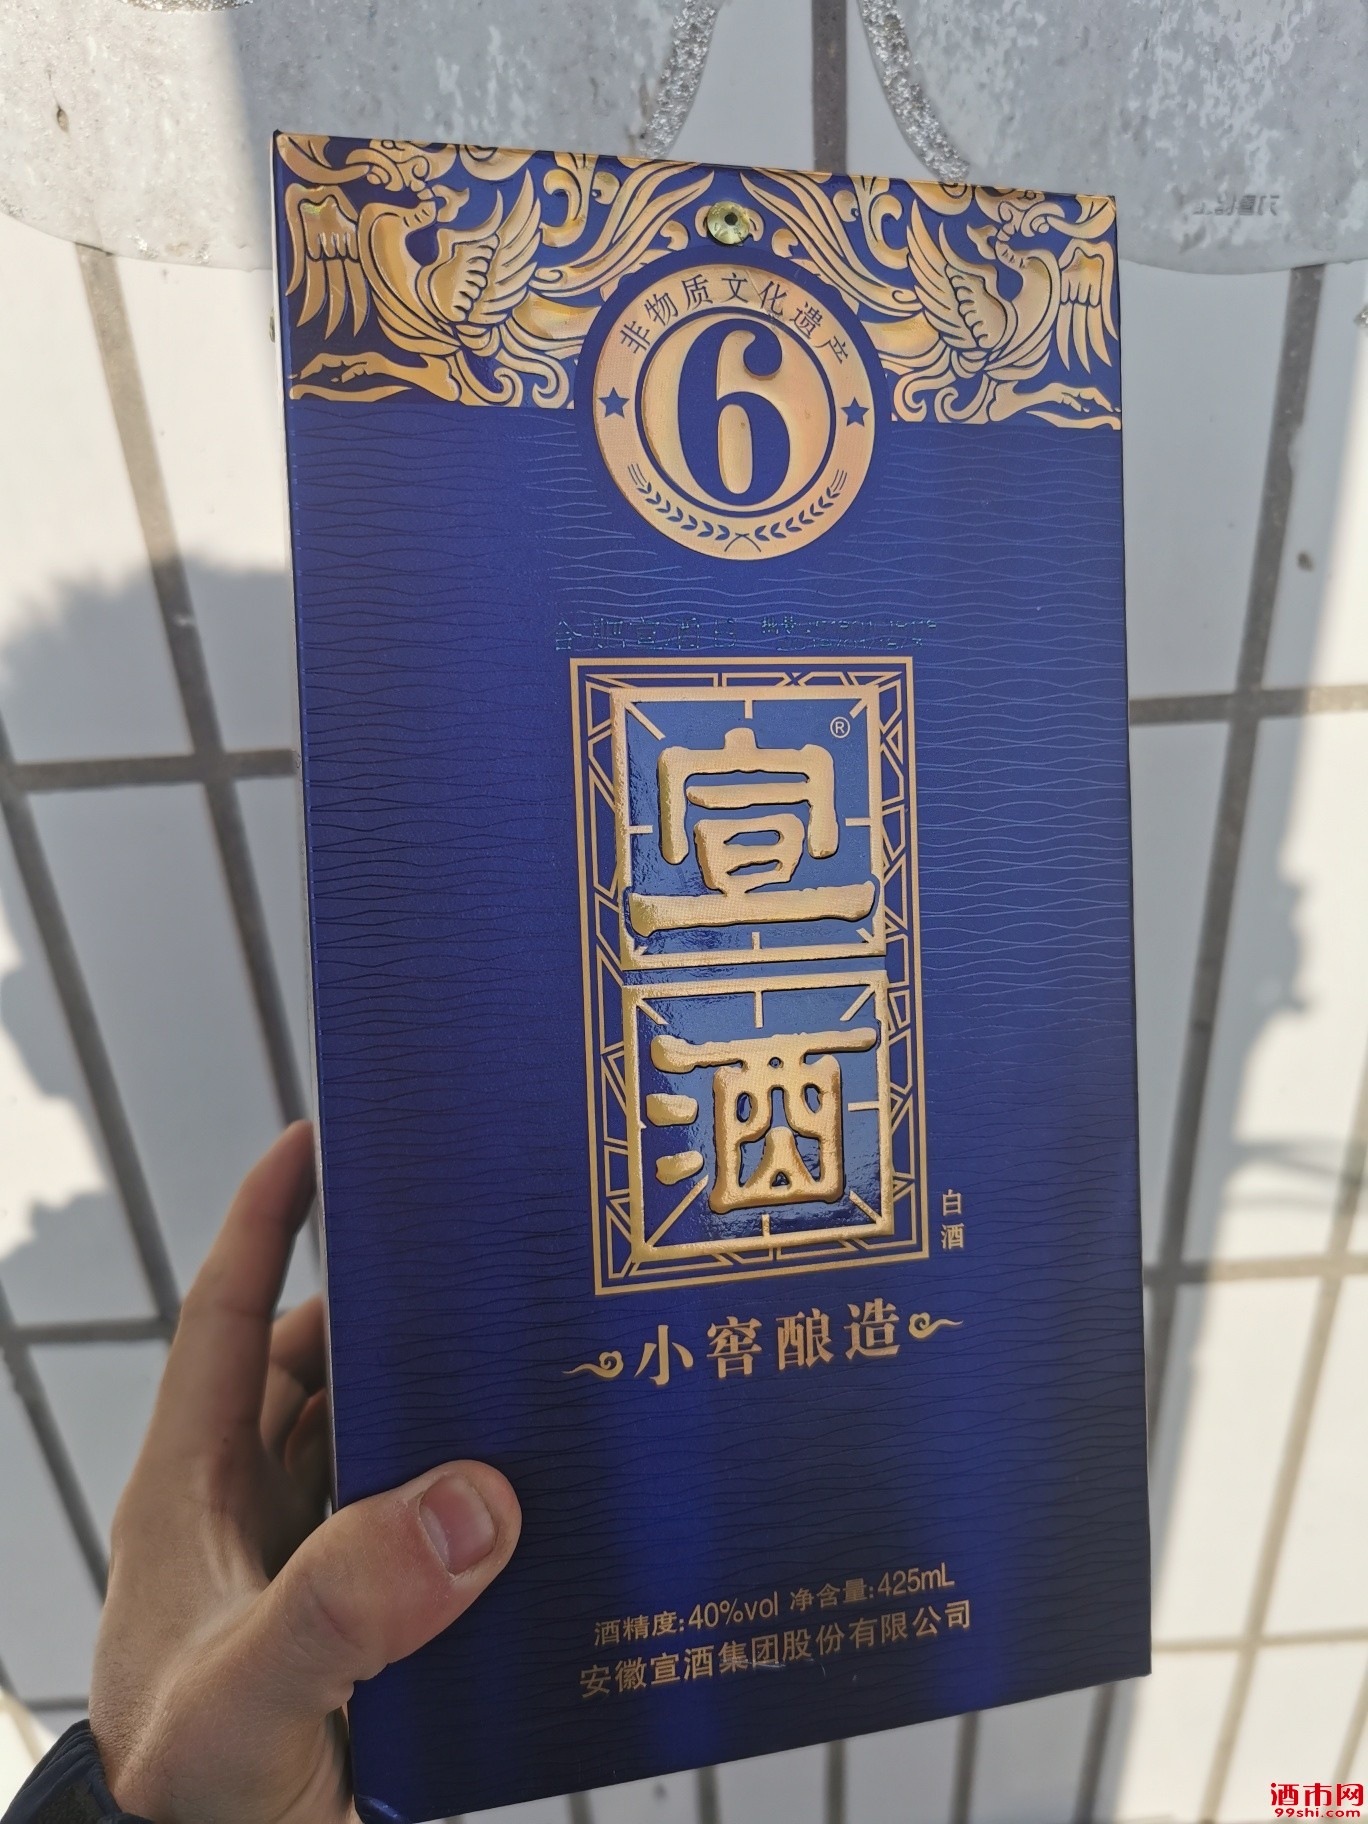 非物质文化遗产
6
宣酒
®
白酒
小窖酿造
酒精度:40%vol 净含量:425mL
安徽宣酒集团股份有限公司
酒市网
99shi.com